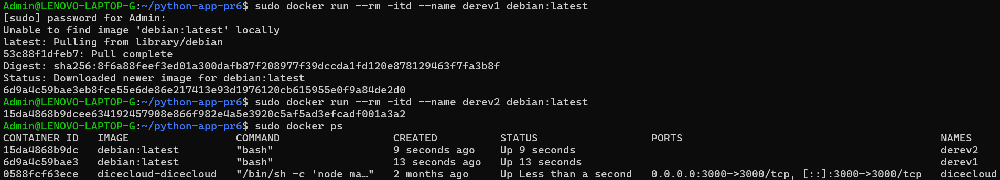 Admin@LENOVO-LAPTOP-G:~/python-app-pr6$ sudo docker run --rm -itd --name derev1 debian:latest
[sudo] password for Admin:
Unable to find image 'debian:latest' locally
latest: Pulling from library/debian
53c88f1dfeb7: Pull complete
Digest: sha256:8f6a88feef3ed01a300dafb87f208977f39dccda1fd120e878129463f7fa3b8f
Status: Downloaded newer image for debian:latest
6d9a4c59bae3eb8fce55e6de86e217413e93d1976120cb615955e0f9a84de2d0
Admin@LENOVO-LAPTOP-G:~/python-app-pr6$ sudo docker run --rm -itd --name derev2 debian:latest
15da4868b9dcee634192457908e866f982e4a5e3920c5af5ad3efcadf001a3a2
Admin@LENOVO-LAPTOP-G:~/python-app-pr6$ sudo docker ps
CONTAINER ID   IMAGE                 COMMAND                  CREATED          STATUS                  PORTS                                         NAMES
15da4868b9dc   debian:latest         "bash"                   9 seconds ago    Up 9 seconds                                                          derev2
6d9a4c59bae3   debian:latest         "bash"                   13 seconds ago   Up 13 seconds                                                         derev1
0588fcf63ece   dicecloud-dicecloud   "/bin/sh -c 'node ma…"   2 months ago     Up Less than a second   0.0.0.0:3000->3000/tcp, [::]:3000->3000/tcp   dicecloud